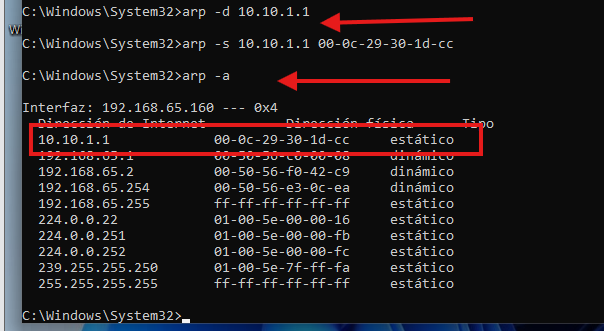 C:\Windows\System32>arp -d 10.10.1.1
C:\Windows\System32>arp -s 10.10.1.1 00-0c-29-30-1d-cc
C:\Windows\System32>arp -a
Interfaz: 192.168.65.160 --- 0x4
Dirección de Internet Dirección física Tipo
10.10.1.1 00-0c-29-30-1d-cc estático
192.168.65.1 00-50-56-c0-00-08 dinámico
192.168.65.2 00-50-56-f0-42-c9 dinámico
192.168.65.254 00-50-56-e3-0c-ea dinámico
192.168.65.255 ff-ff-ff-ff-ff-ff estático
224.0.0.22 01-00-5e-00-00-16 estático
224.0.0.251 01-00-5e-00-00-fb estático
224.0.0.252 01-00-5e-00-00-fc estático
239.255.255.250 01-00-5e-7f-ff-fa estático
255.255.255.255 ff-ff-ff-ff-ff-ff estático
C:\Windows\System32>